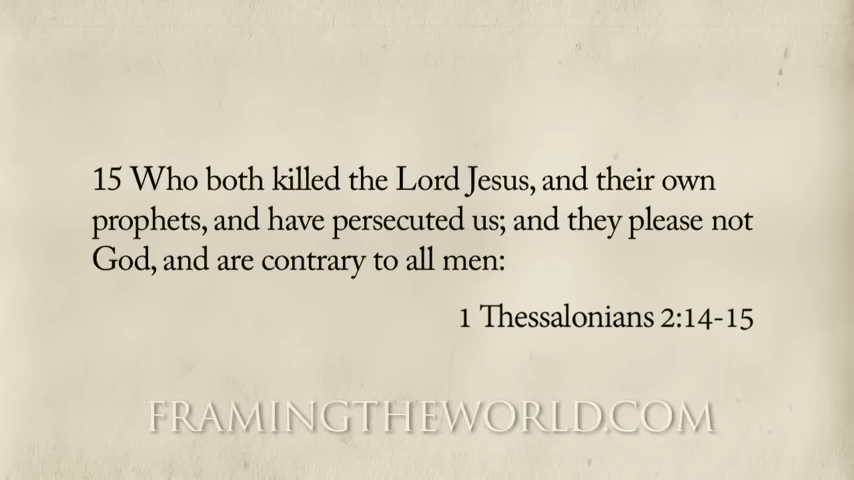 15 Who both killed the Lord Jesus, and their own
prophets, and have persecuted us; and they please not
God, and are contrary to all men:
1 Thessalonians 2:14-15
FRAMINGTHEWORLD.COM